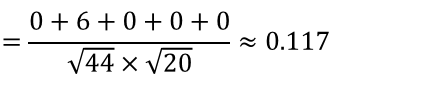 = (0 + 6 + 0 + 0 + 0) / (√44 × √20) ≈ 0.117